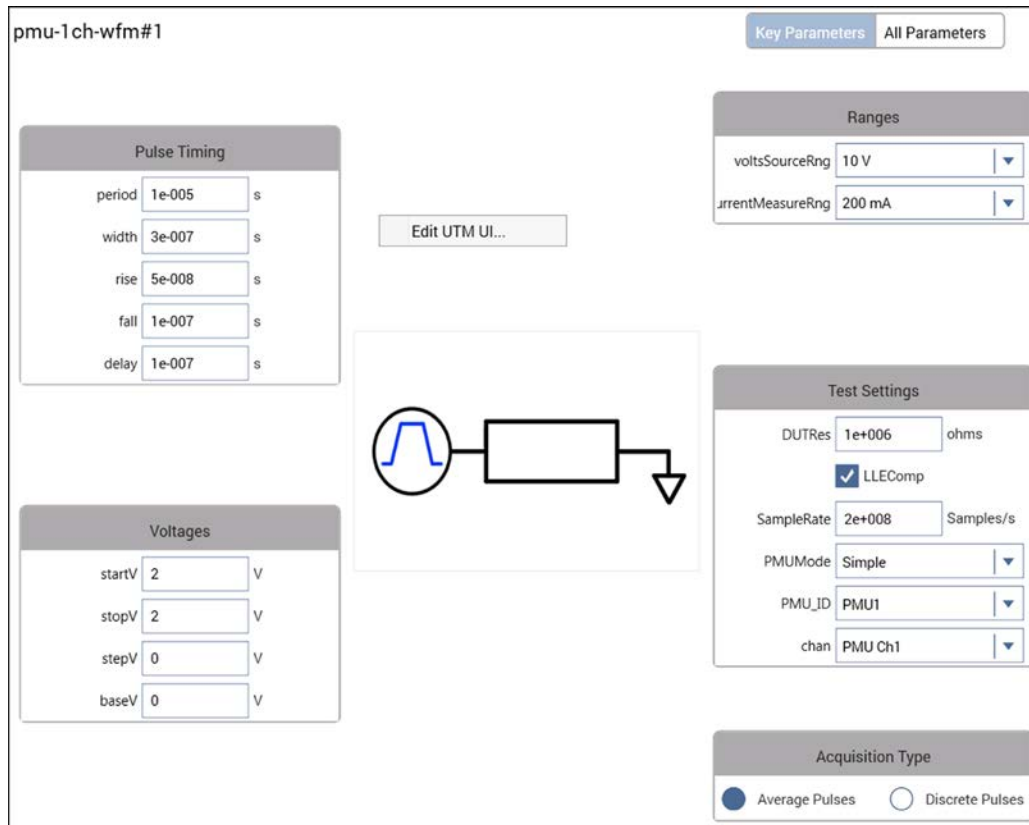 pmu-1ch-wfm#1
Key Parameters All Parameters
Pulse Timing
period 1e-005 s
width 3e-007 s
rise 5e-008 s
fall 1e-007 s
delay 1e-007 s
Voltages
startV 2 V
stopV 2 V
stepV 0 V
baseV 0 V
Edit UTM UI...
Ranges
voltsSourceRng 10 V
urrentMeasureRng 200 mA
Test Settings
DUTRes 1e+006 ohms
LLEComp
SampleRate 2e+008 Samples/s
PMUMode Simple
PMU_ID PMU1
chan PMU Ch1
Acquisition Type
Average Pulses Discrete Pulses